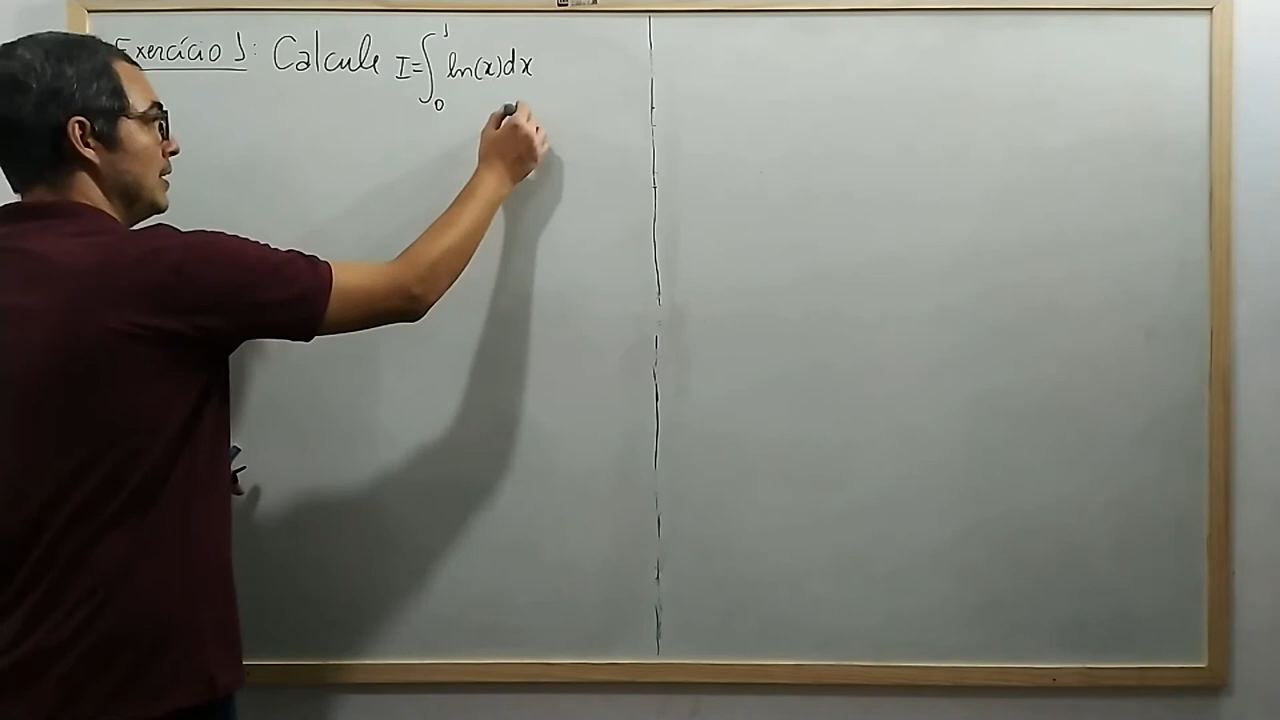 Exercício 1: Calcule I=∫₀¹ ln(x)dx